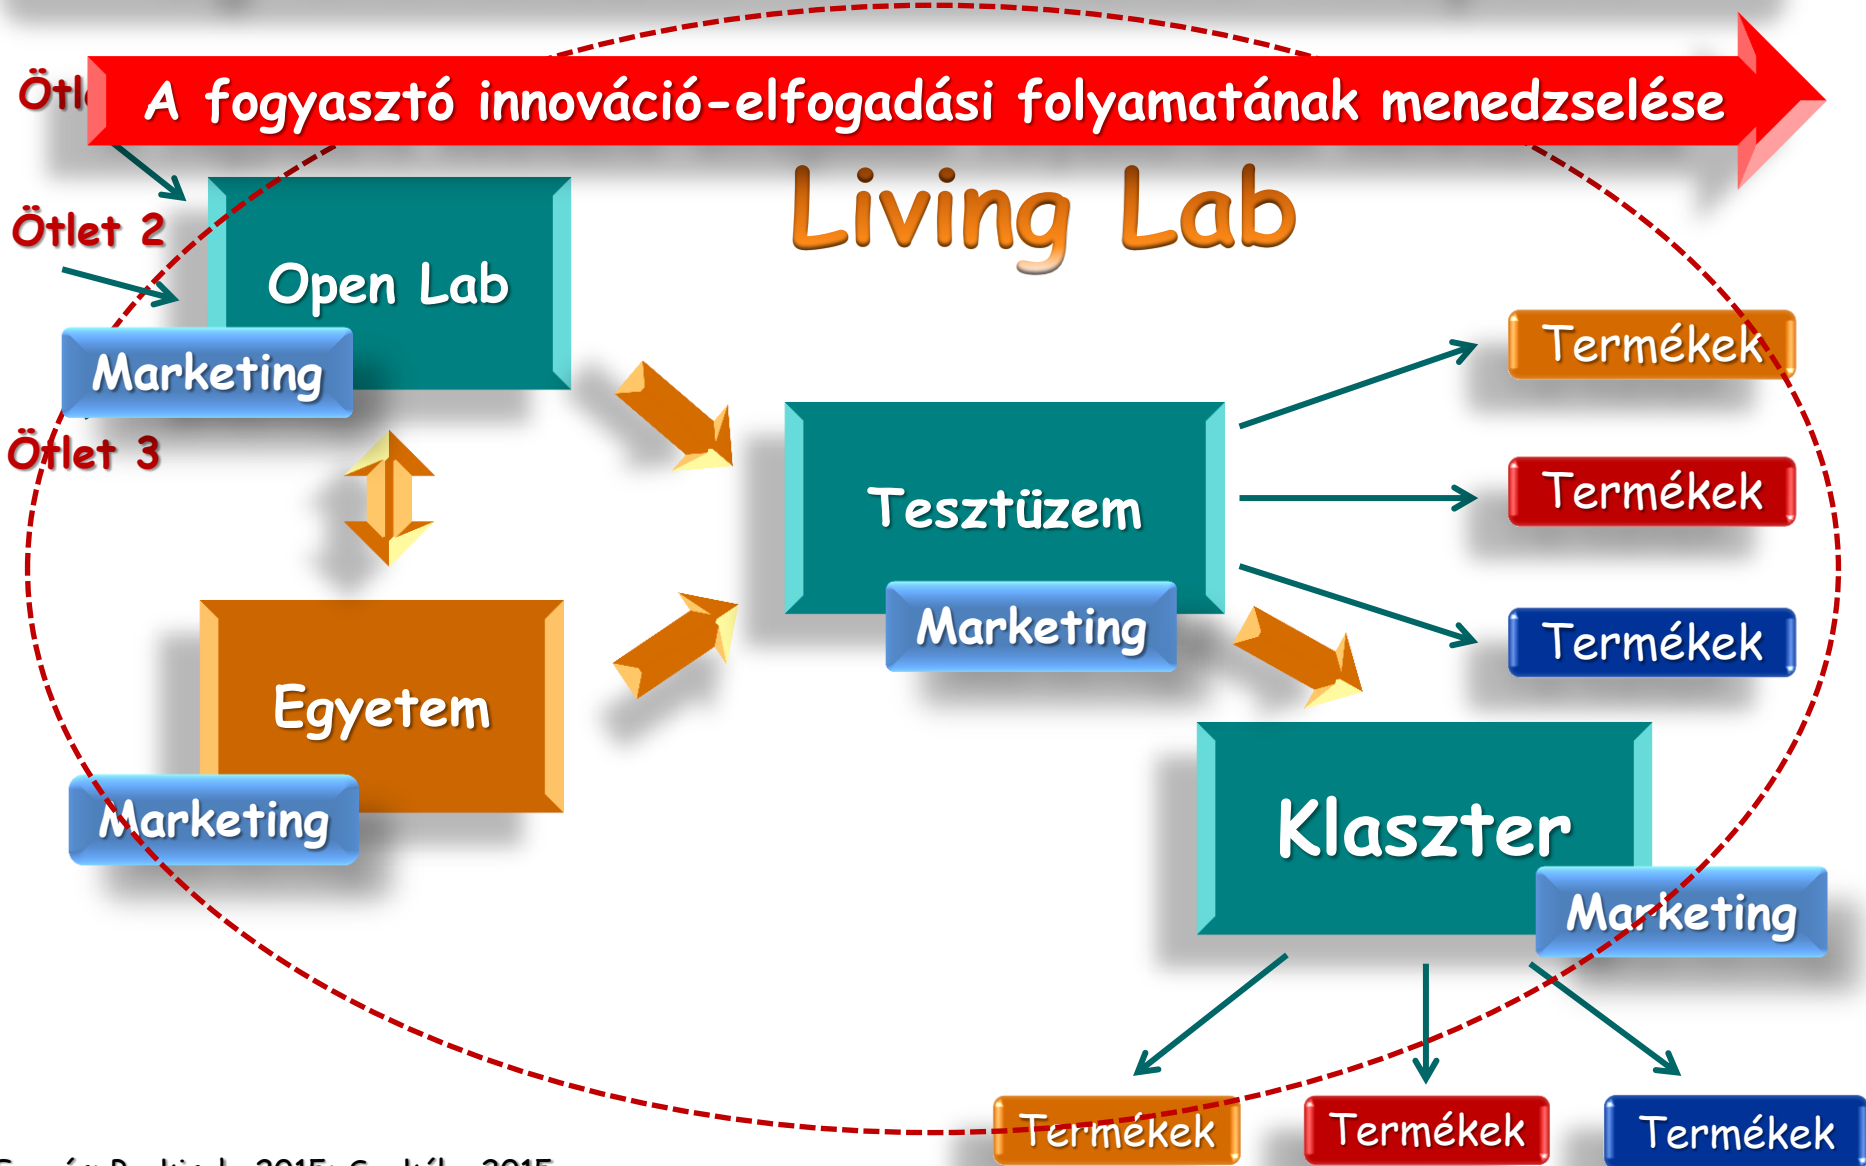 A fogyasztó innováció-elfogadási folyamatának menedzselése
Living Lab
Ötlet 2
Open Lab
Marketing
Ötlet 3
Termékek
Termékek
Tesztüzem
Marketing
Termékek
Egyetem
Marketing
Klaszter
Marketing
Termékek
Termékek
Termékek